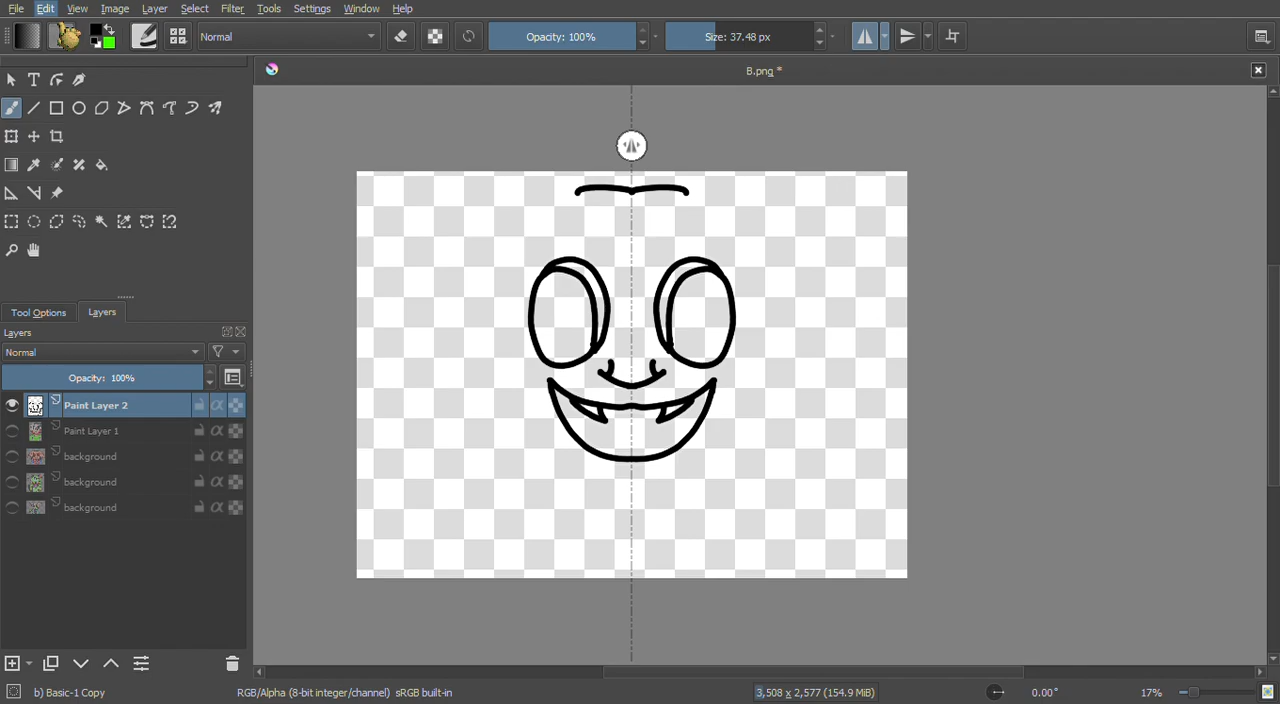 File Edit View Image Layer Select Filter Tools Settings Window Help
Normal Opacity: 100% Size: 37.48 px
B.png *
Tool Options Layers
Layers
Normal
Opacity: 100%
Paint Layer 2
Paint Layer 1
background
background
background
b) Basic-1 Copy RGB/Alpha (8-bit integer/channel) sRGB built-in 3,508 x 2,577 (154.9 MiB) 0.00° 17%